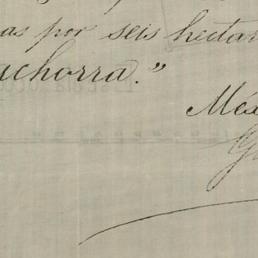 as por seis hectar
achorra."
Méx